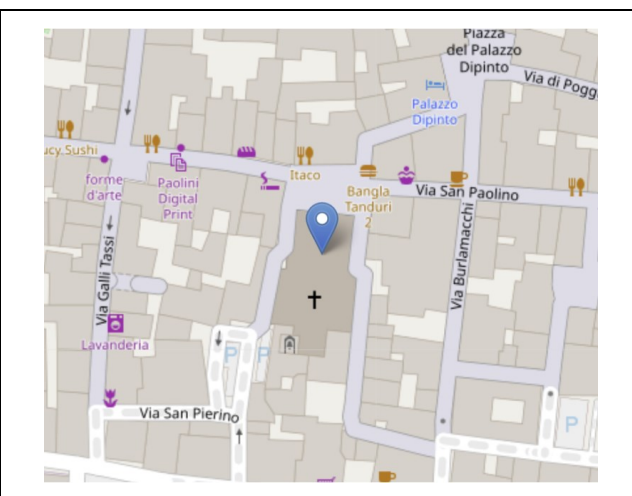 Piazza
del Palazzo
Dipinto
Via di Pogg
Palazzo
Dipinto
ucy Sushi
Itaco
forme
d'arte
Paolini
Digital
Print
Bangla
Tanduri
2
Via San Paolino
Via Galli Tassi
Via Burlamacchi
Lavanderia
P
P
Via San Pierino
P